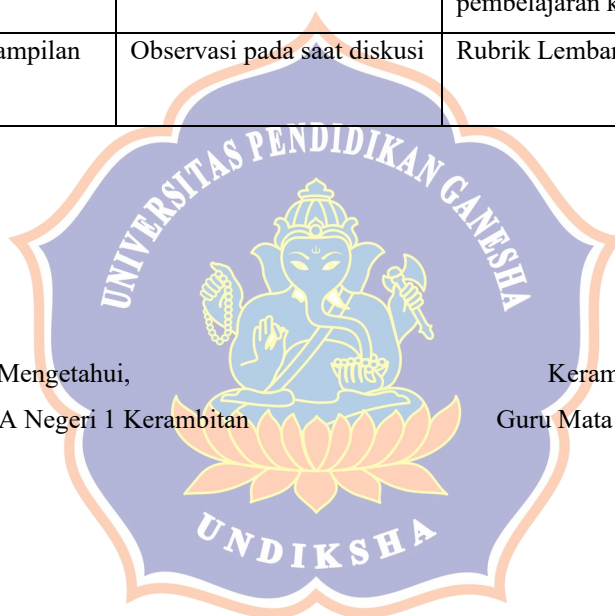 pembelajaran k
ampilan Observasi pada saat diskusi Rubrik Lembar
UNIVERSITAS PENDIDIKAN GANESHA
Mengetahui, Keram
A Negeri 1 Kerambitan Guru Mata
UNDIKSHA